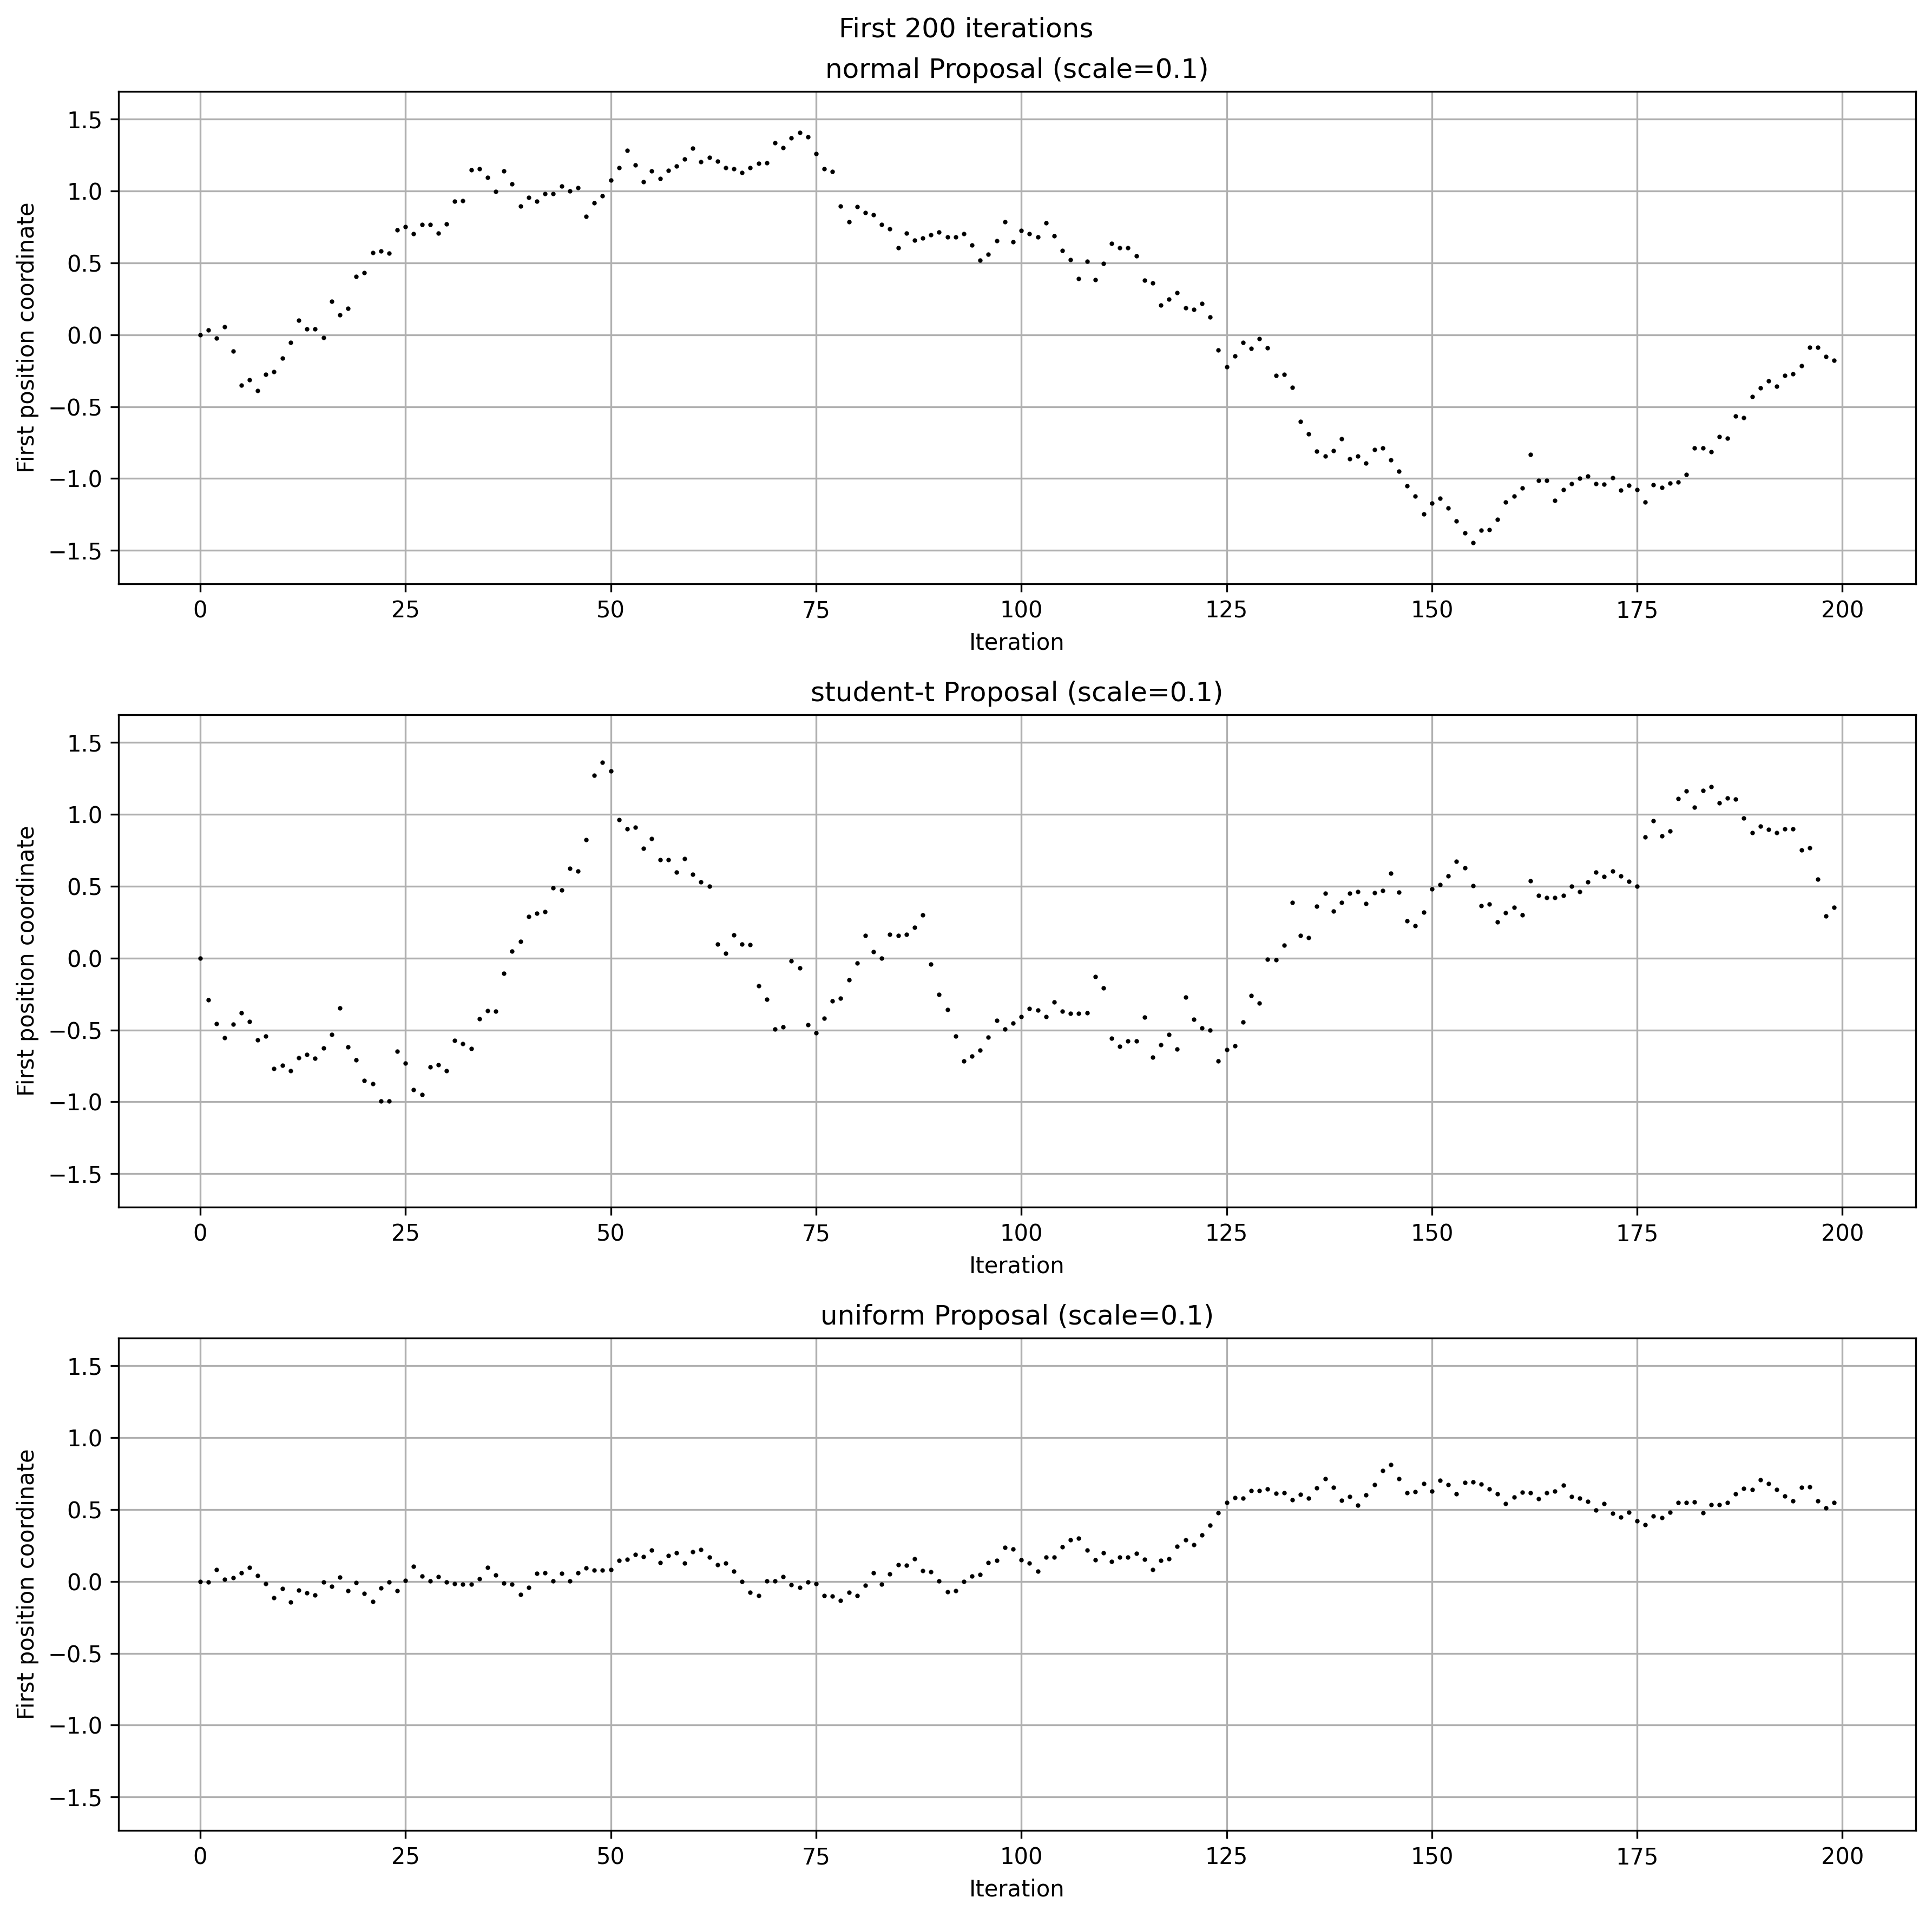 First 200 iterations
normal Proposal (scale=0.1)
First position coordinate
1.5
1.0
0.5
0.0
−0.5
−1.0
−1.5
0 25 50 75 100 125 150 175 200
Iteration
student-t Proposal (scale=0.1)
First position coordinate
1.5
1.0
0.5
0.0
−0.5
−1.0
−1.5
0 25 50 75 100 125 150 175 200
Iteration
uniform Proposal (scale=0.1)
First position coordinate
1.5
1.0
0.5
0.0
−0.5
−1.0
−1.5
0 25 50 75 100 125 150 175 200
Iteration